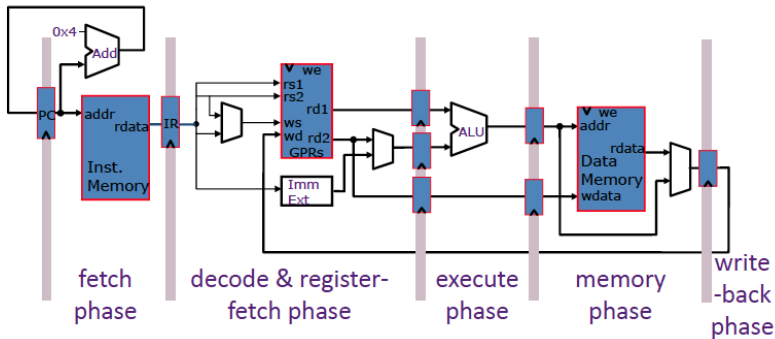 0x4
Add
PC
addr
rdata
Inst.
Memory
IR
we
rs1
rs2
rd1
ws
wd
rd2
GPRs
Imm
Ext
ALU
we
addr
rdata
Data
Memory
wdata
fetch
phase
decode & register-
fetch phase
execute
phase
memory
phase
write
-back
phase